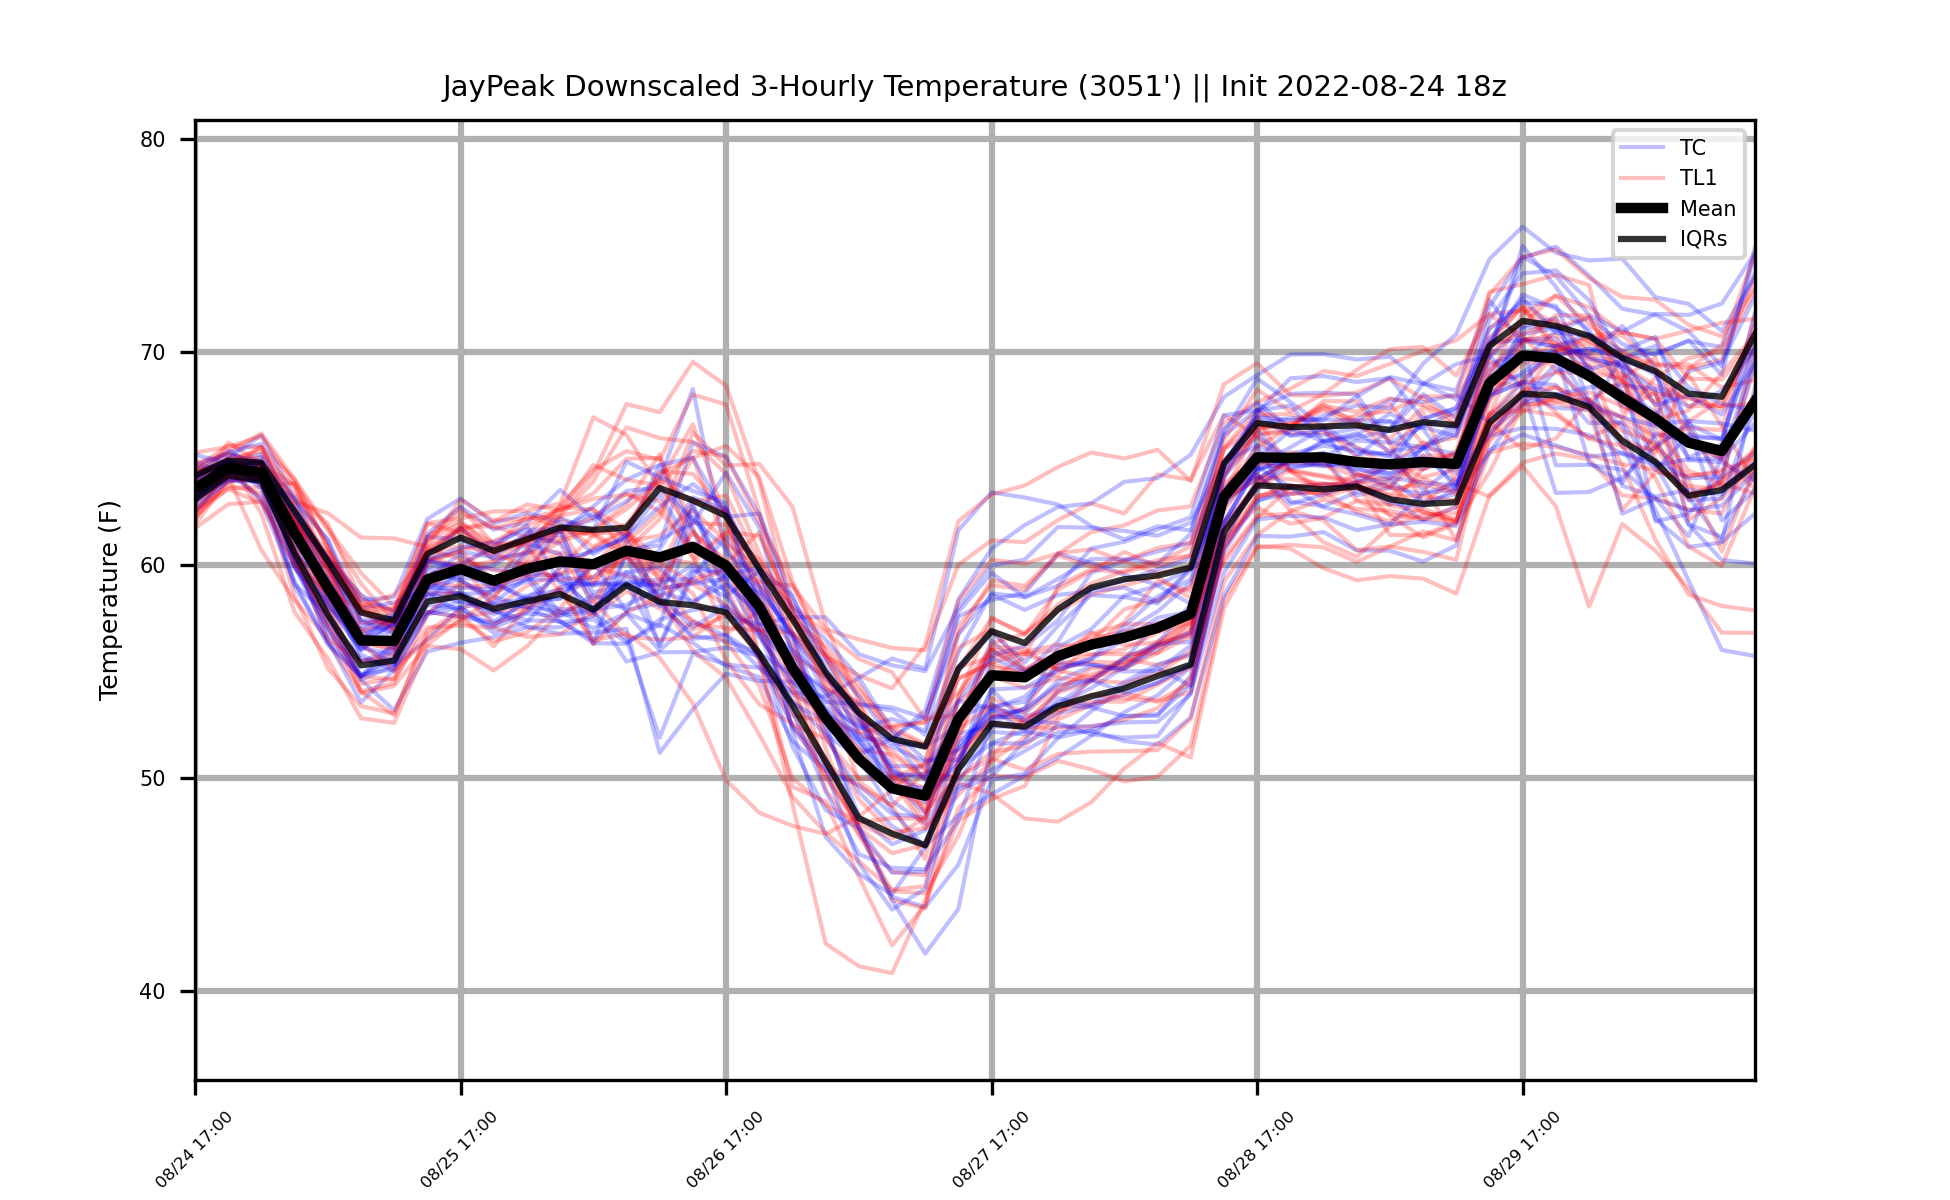 JayPeak Downscaled 3-Hourly Temperature (3051') || Init 2022-08-24 18z
TC
TL1
Mean
IQRs
Temperature (F)
80
70
60
50
40
08/24 17:00
08/25 17:00
08/26 17:00
08/27 17:00
08/28 17:00
08/29 17:00